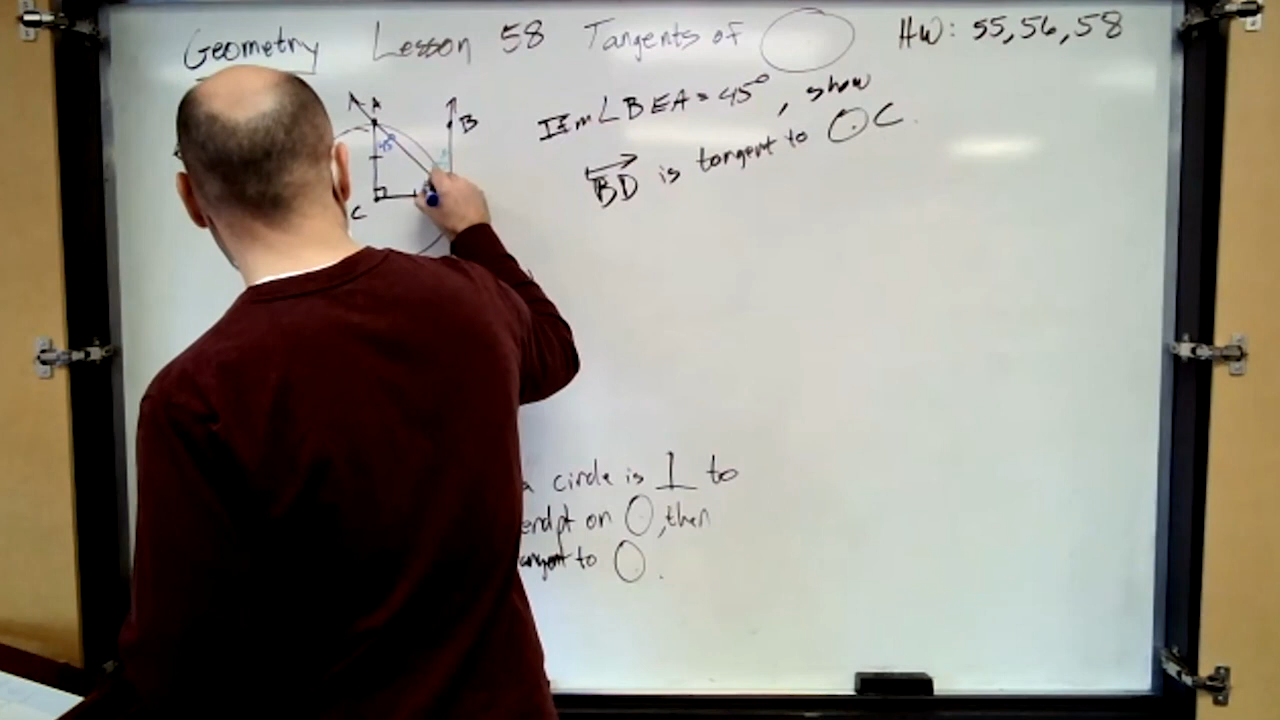 Geometry Lesson 58 Tangents of HW: 55, 56, 58
A
B
45°
C
If m∠BEA = 45°, show
BD is tangent to ⊙C.
a circle is ⊥ to
endpt on ⊙, then
tangent to ⊙.